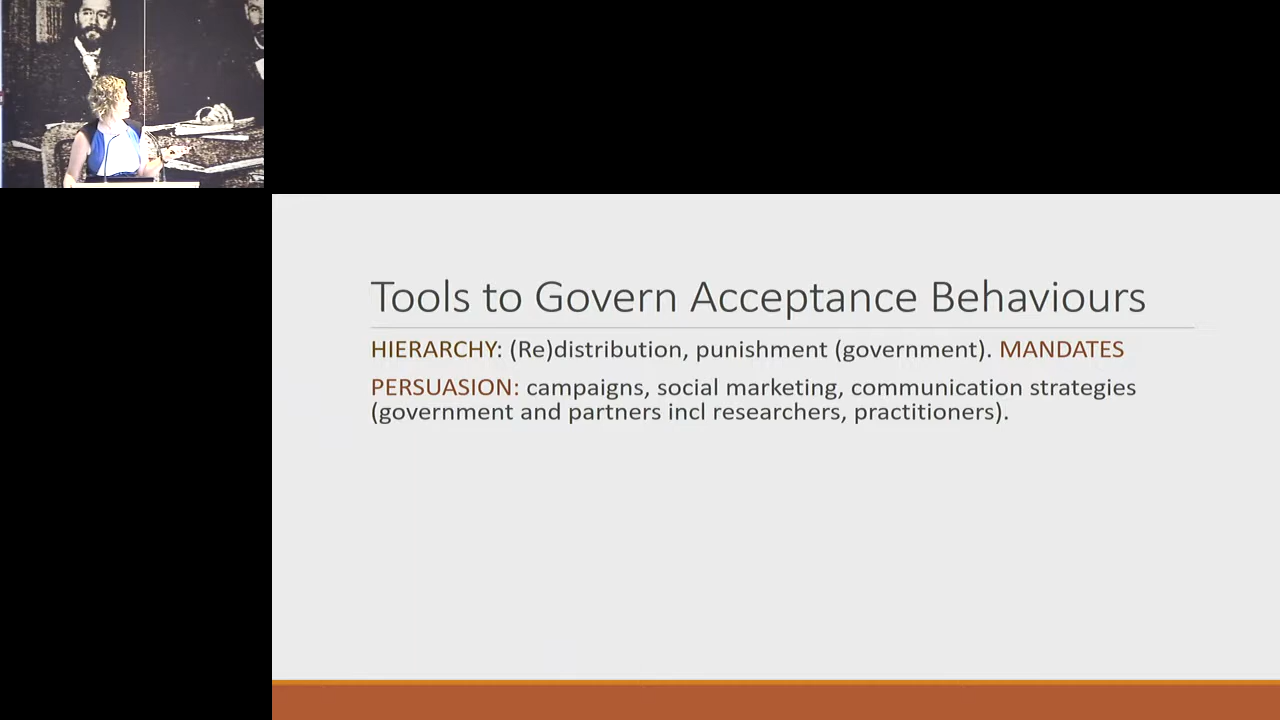 Tools to Govern Acceptance Behaviours
HIERARCHY: (Re)distribution, punishment (government). MANDATES
PERSUASION: campaigns, social marketing, communication strategies
(government and partners incl researchers, practitioners).